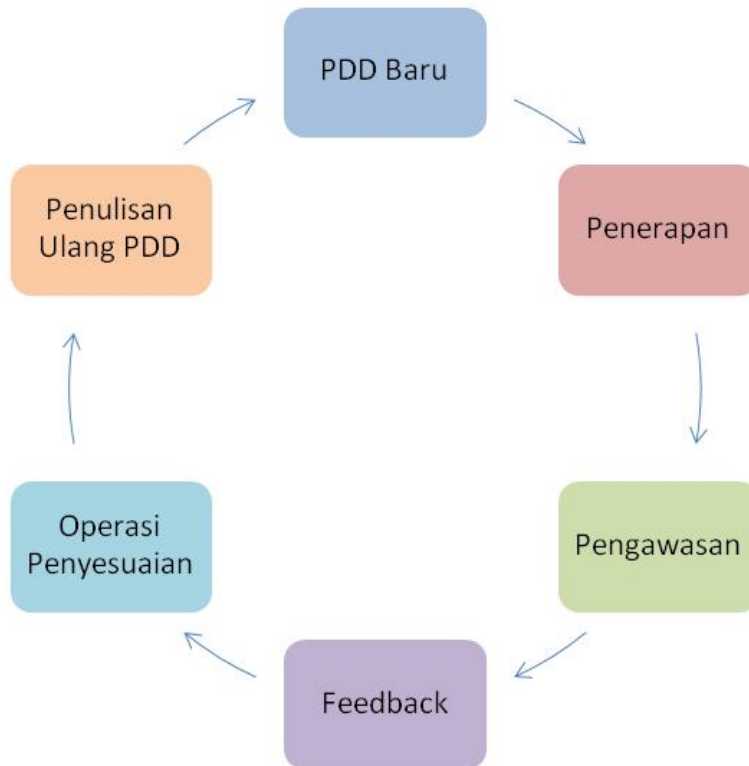 PDD Baru
Penerapan
Pengawasan
Feedback
Operasi
Penyesuaian
Penulisan
Ulang PDD